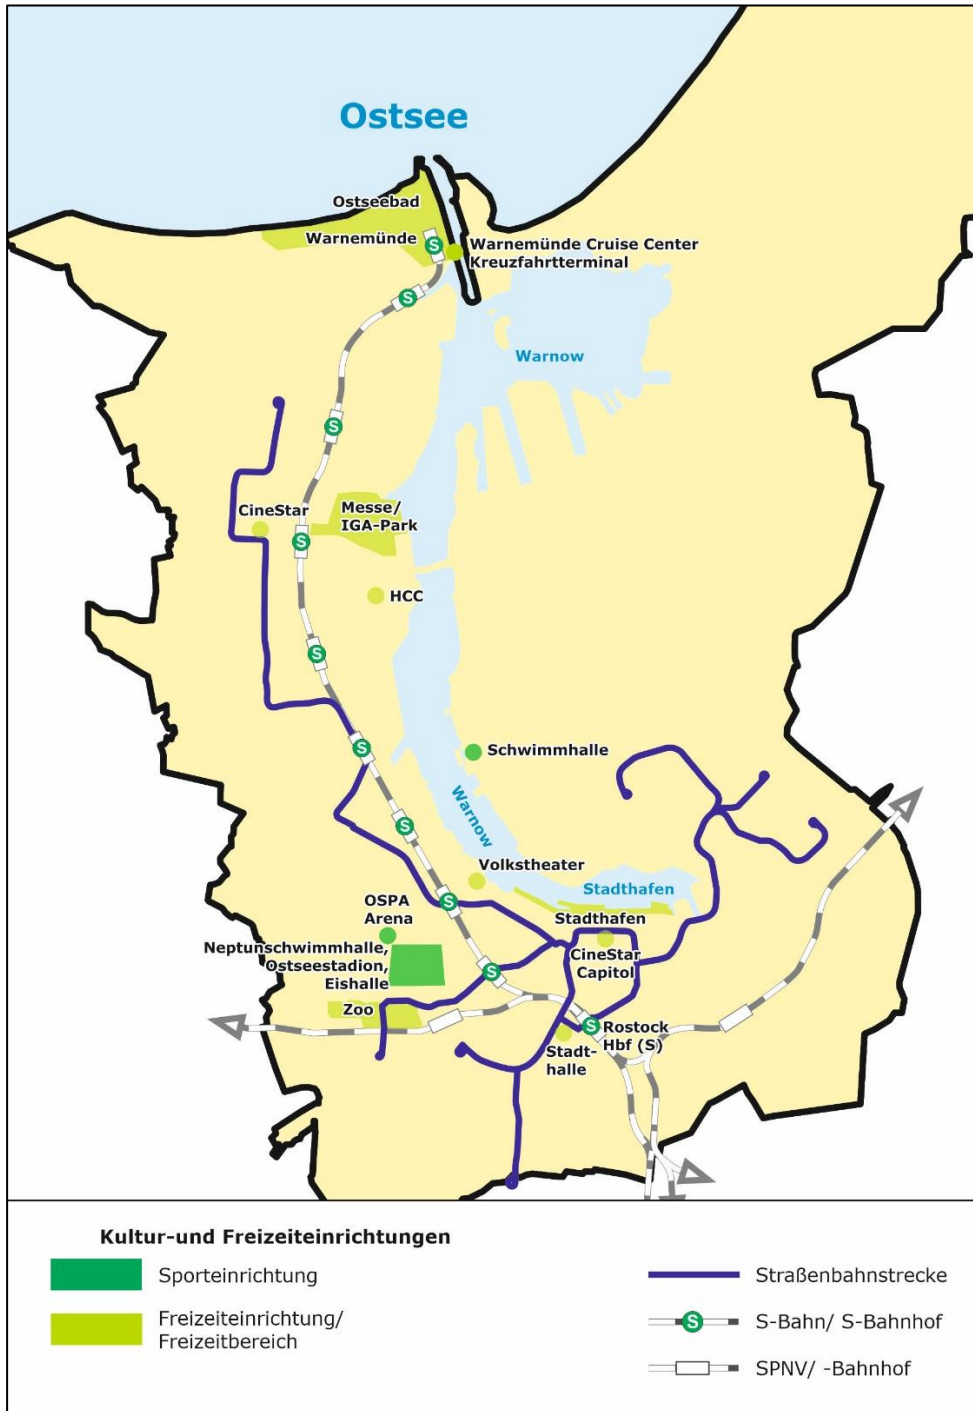 Ostsee
Ostseebad
Warnemünde
S
Warnemünde Cruise Center
Kreuzfahrtterminal
S
Warnow
S
CineStar
Messe/
IGA-Park
S
HCC
S
S
Schwimmhalle
Warnow
S
Volkstheater
Stadthafen
OSPA
Arena
S
Stadthafen
Neptunschwimmhalle,
Ostseestadion,
Eishalle
CineStar
Capitol
S
Zoo
S
Rostock
Hbf (S)
Stadt-
halle
Kultur-und Freizeiteinrichtungen
Sporteinrichtung
Freizeiteinrichtung/
Freizeitbereich
Straßenbahnstrecke
S
S-Bahn/ S-Bahnhof
SPNV/ -Bahnhof